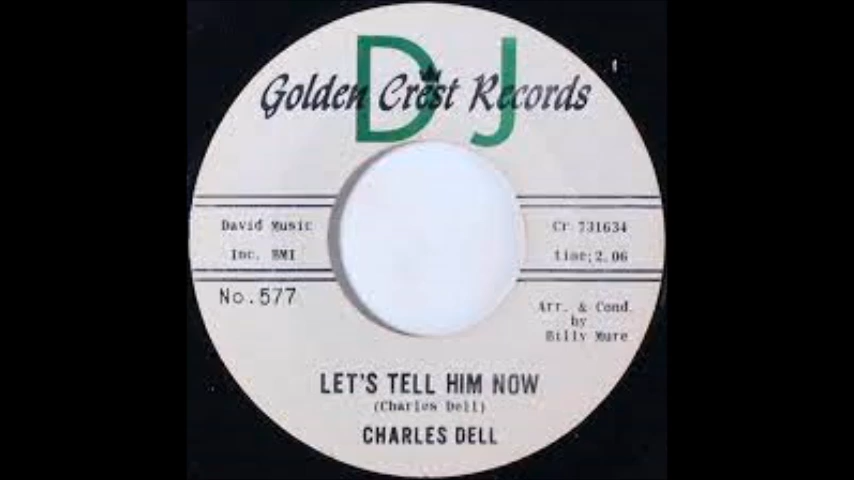 DJ
Golden Crest Records
David Music
Inc. BMI
Cr 731634
time;2.06
No.577
Arr. & Cond.
by
Billy Mure
LET'S TELL HIM NOW
(Charles Dell)
CHARLES DELL